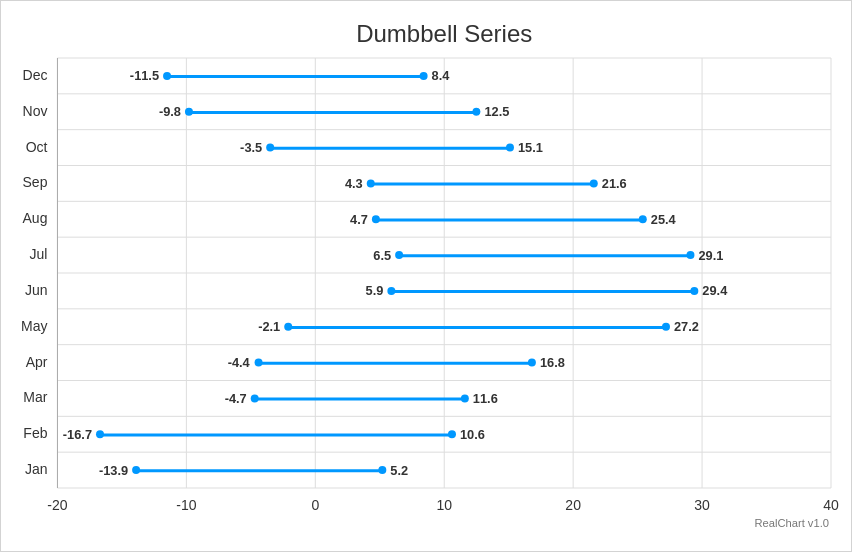 Dumbbell Series
Dec -11.5 8.4
Nov -9.8 12.5
Oct -3.5 15.1
Sep 4.3 21.6
Aug 4.7 25.4
Jul 6.5 29.1
Jun 5.9 29.4
May -2.1 27.2
Apr -4.4 16.8
Mar -4.7 11.6
Feb -16.7 10.6
Jan -13.9 5.2
-20 -10 0 10 20 30 40
RealChart v1.0